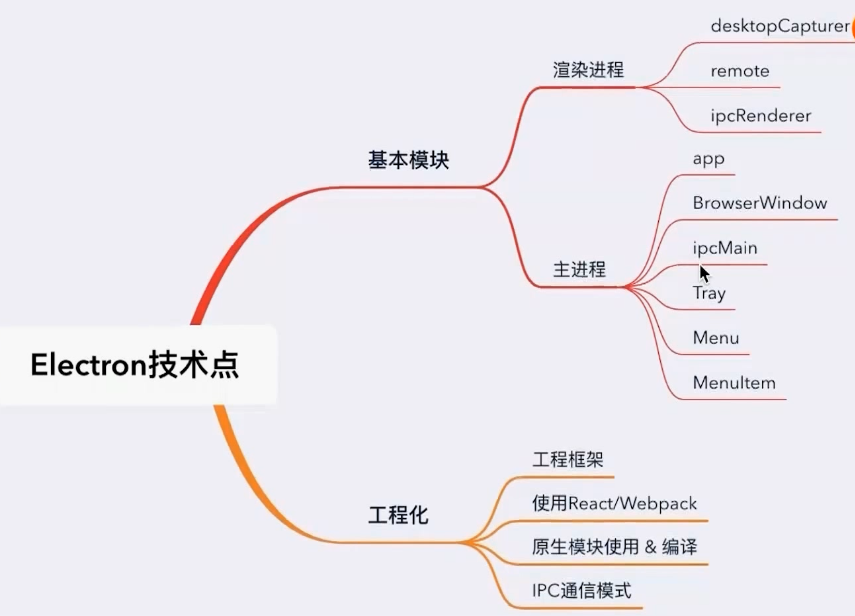 Electron技术点
基本模块
渲染进程
desktopCapturer
remote
ipcRenderer
主进程
app
BrowserWindow
ipcMain
Tray
Menu
MenuItem
工程化
工程框架
使用React/Webpack
原生模块使用 & 编译
IPC通信模式